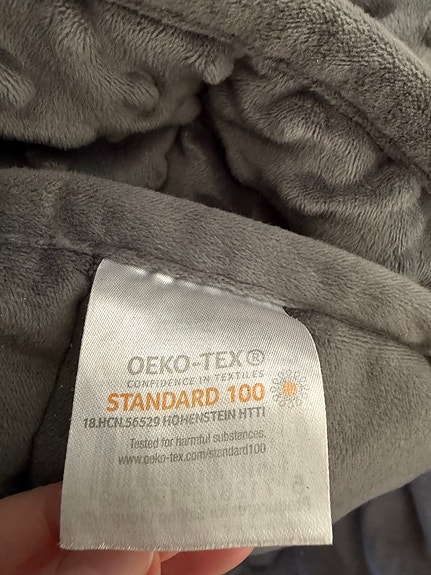 OEKO-TEX®
CONFIDENCE IN TEXTILES
STANDARD 100
18.HCN.56529 HOHENSTEIN HTTI
Tested for harmful substances.
www.oeko-tex.com/standard100